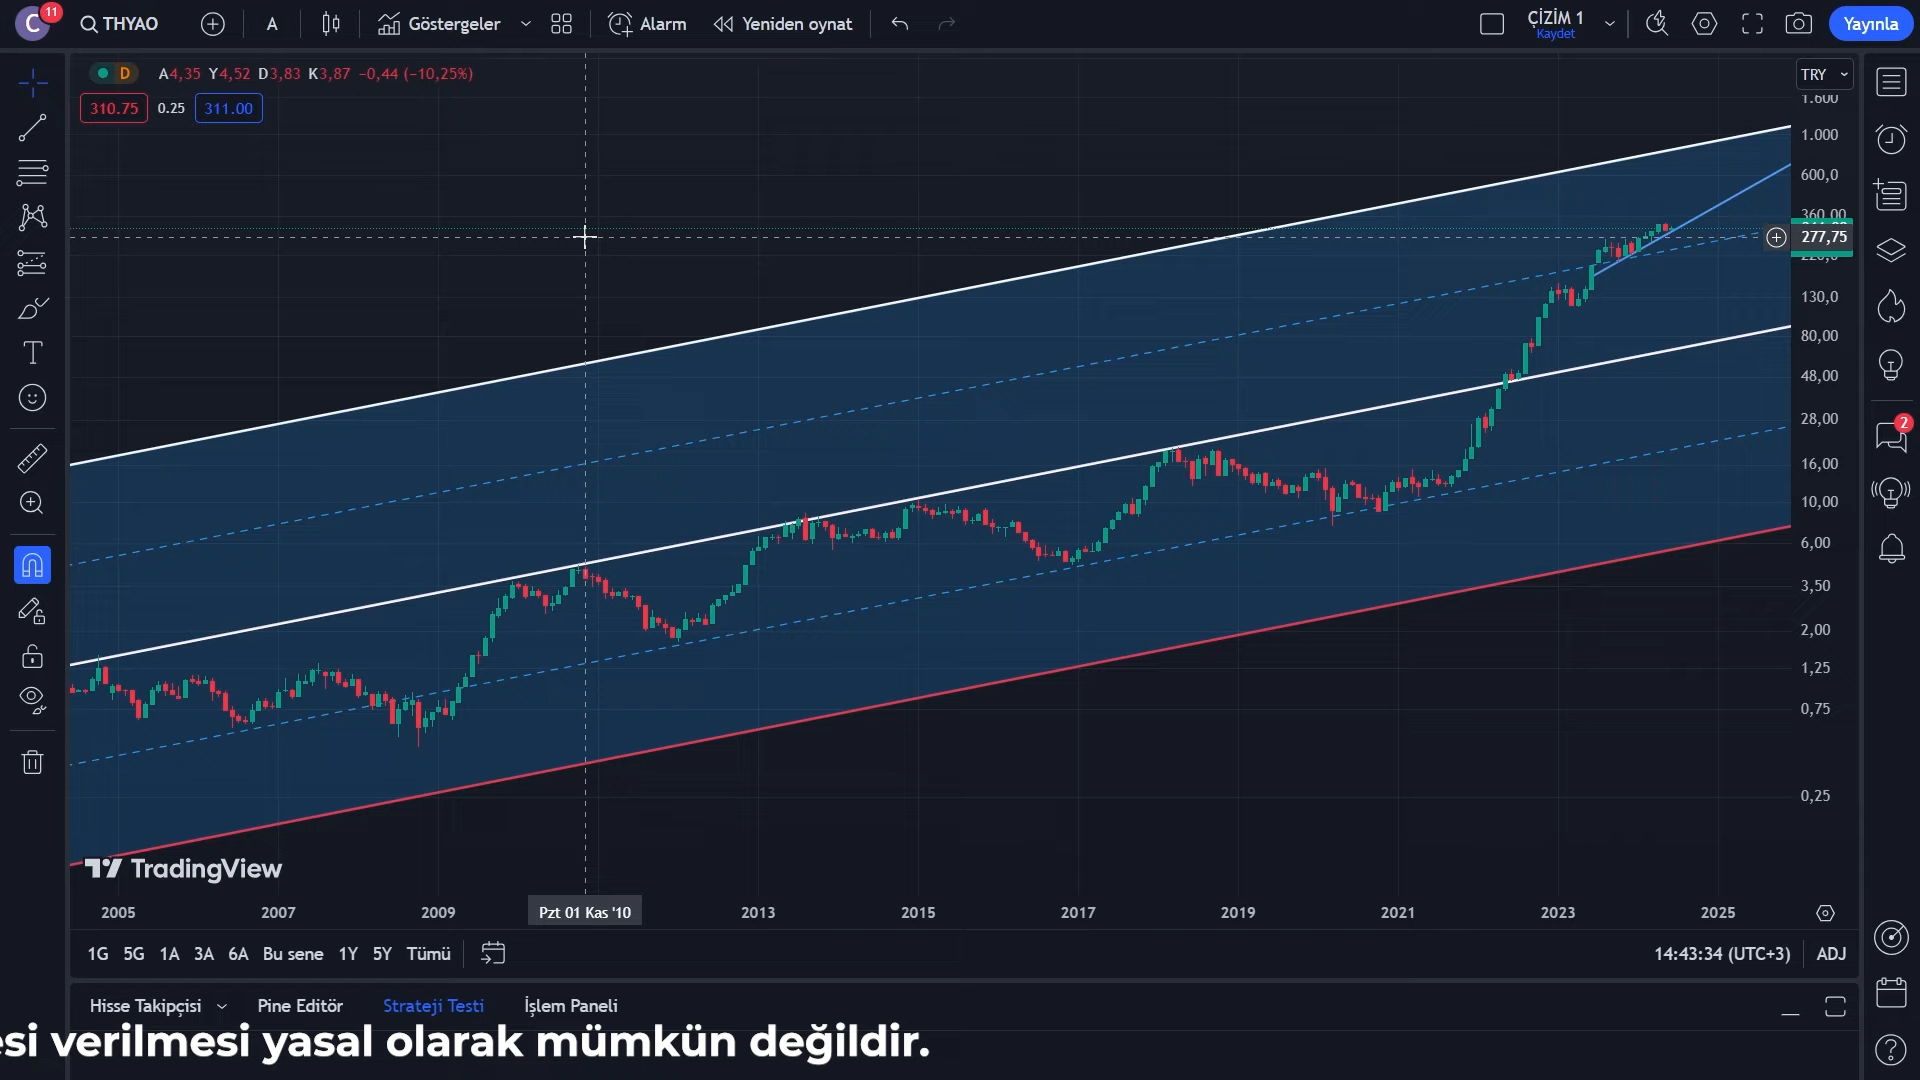 C
11
THYAO
A
Göstergeler
Alarm
Yeniden oynat
ÇİZİM 1
Kaydet
Yayınla
D
A4,35 Y4,52 D3,83 K3,87 −0,44 (−10,25%)
310.75
0.25
311.00
TRY
1.600
1.000
600,0
360,00
277,75
130,0
80,00
48,00
28,00
2
16,00
10,00
6,00
3,50
2,00
1,25
0,75
0,25
TradingView
2005
2007
2009
Pzt 01 Kas '10
2013
2015
2017
2019
2021
2023
2025
1G 5G 1A 3A 6A Bu sene 1Y 5Y Tümü
14:43:34 (UTC+3)
ADJ
Hisse Takipçisi
Pine Editör
Strateji Testi
İşlem Paneli
esi verilmesi yasal olarak mümkün değildir.